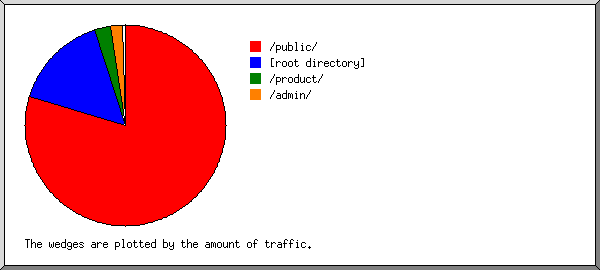 /public/
[root directory]
/product/
/admin/
The wedges are plotted by the amount of traffic.